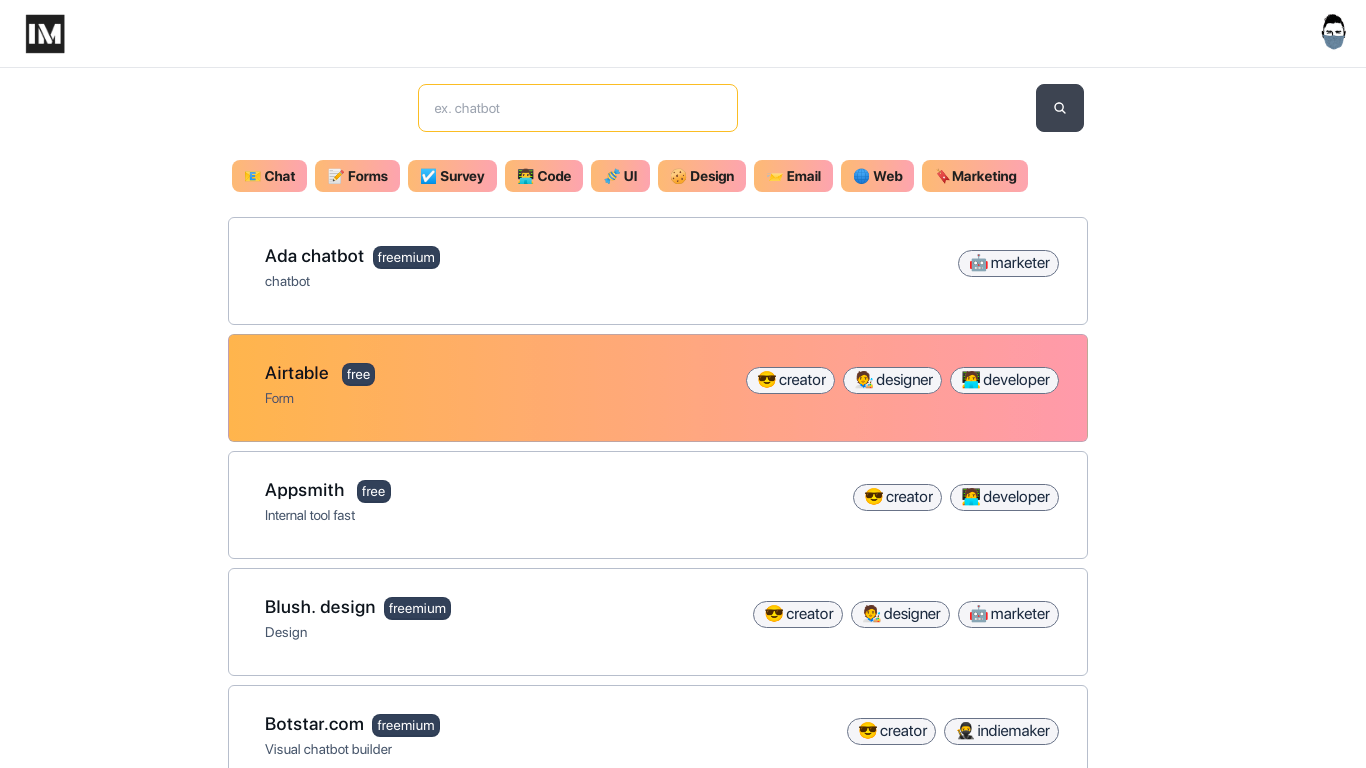 IM
ex. chatbot
📧 Chat 📝 Forms ☑️ Survey 👨‍💻 Code 🪅 UI 🍪 Design ✉️ Email 🌐 Web 🔖Marketing
Ada chatbot freemium 🤖 marketer
chatbot
Airtable free 😎 creator 🧑‍🎨 designer 🧑‍💻 developer
Form
Appsmith free 😎 creator 🧑‍💻 developer
Internal tool fast
Blush. design freemium 😎 creator 🧑‍🎨 designer 🤖 marketer
Design
Botstar.com freemium 😎 creator 🥷 indiemaker
Visual chatbot builder